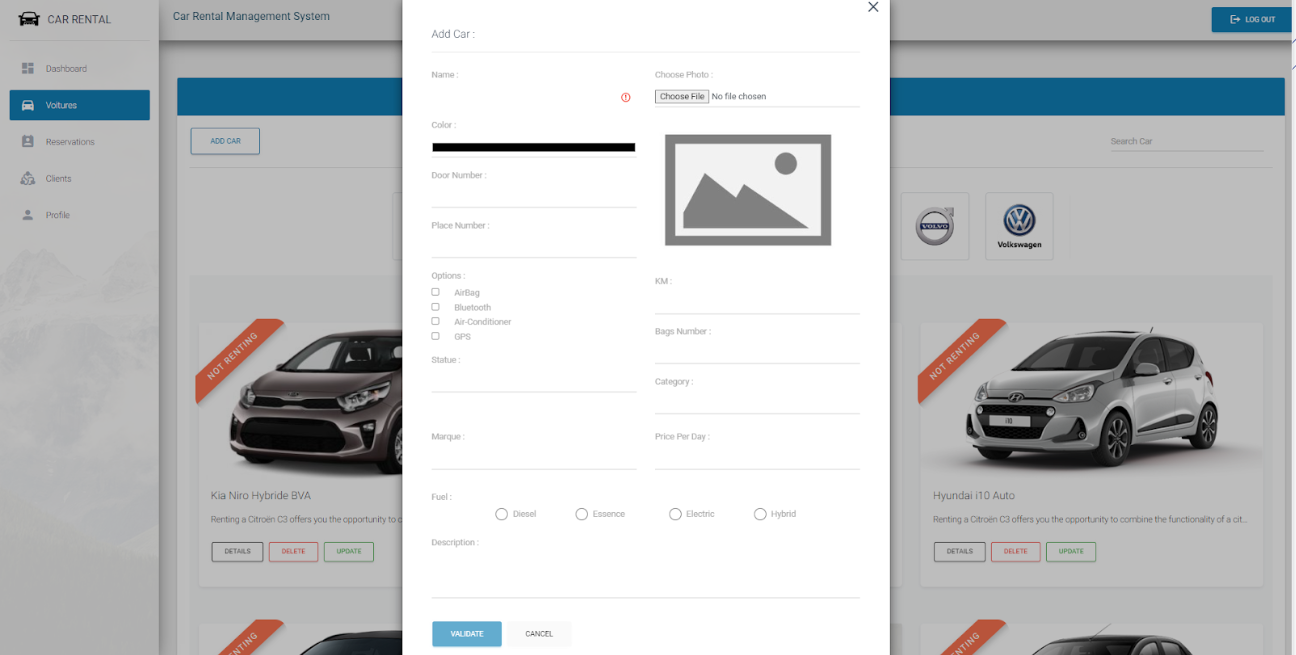 CAR RENTAL
Dashboard
Voitures
Reservations
Clients
Profile
Car Rental Management System
LOG OUT
ADD CAR
Search Car
VOLVO
Volkswagen
Add Car :
Name :
Choose Photo :
Choose File No file chosen
Color :
Door Number :
Place Number :
Options :
AirBag
Bluetooth
Air-Conditioner
GPS
KM :
Bags Number :
Statue :
Category :
Marque :
Price Per Day :
Fuel :
Diesel Essence Electric Hybrid
Description :
VALIDATE CANCEL
NOT RENTING
Kia Niro Hybride BVA
Renting a Citroën C3 offers you the opportunity to c
DETAILS DELETE UPDATE
NOT RENTING
i10
Hyundai i10 Auto
Renting a Citroën C3 offers you the opportunity to combine the functionality of a cit...
DETAILS DELETE UPDATE
RENTING
RENTING